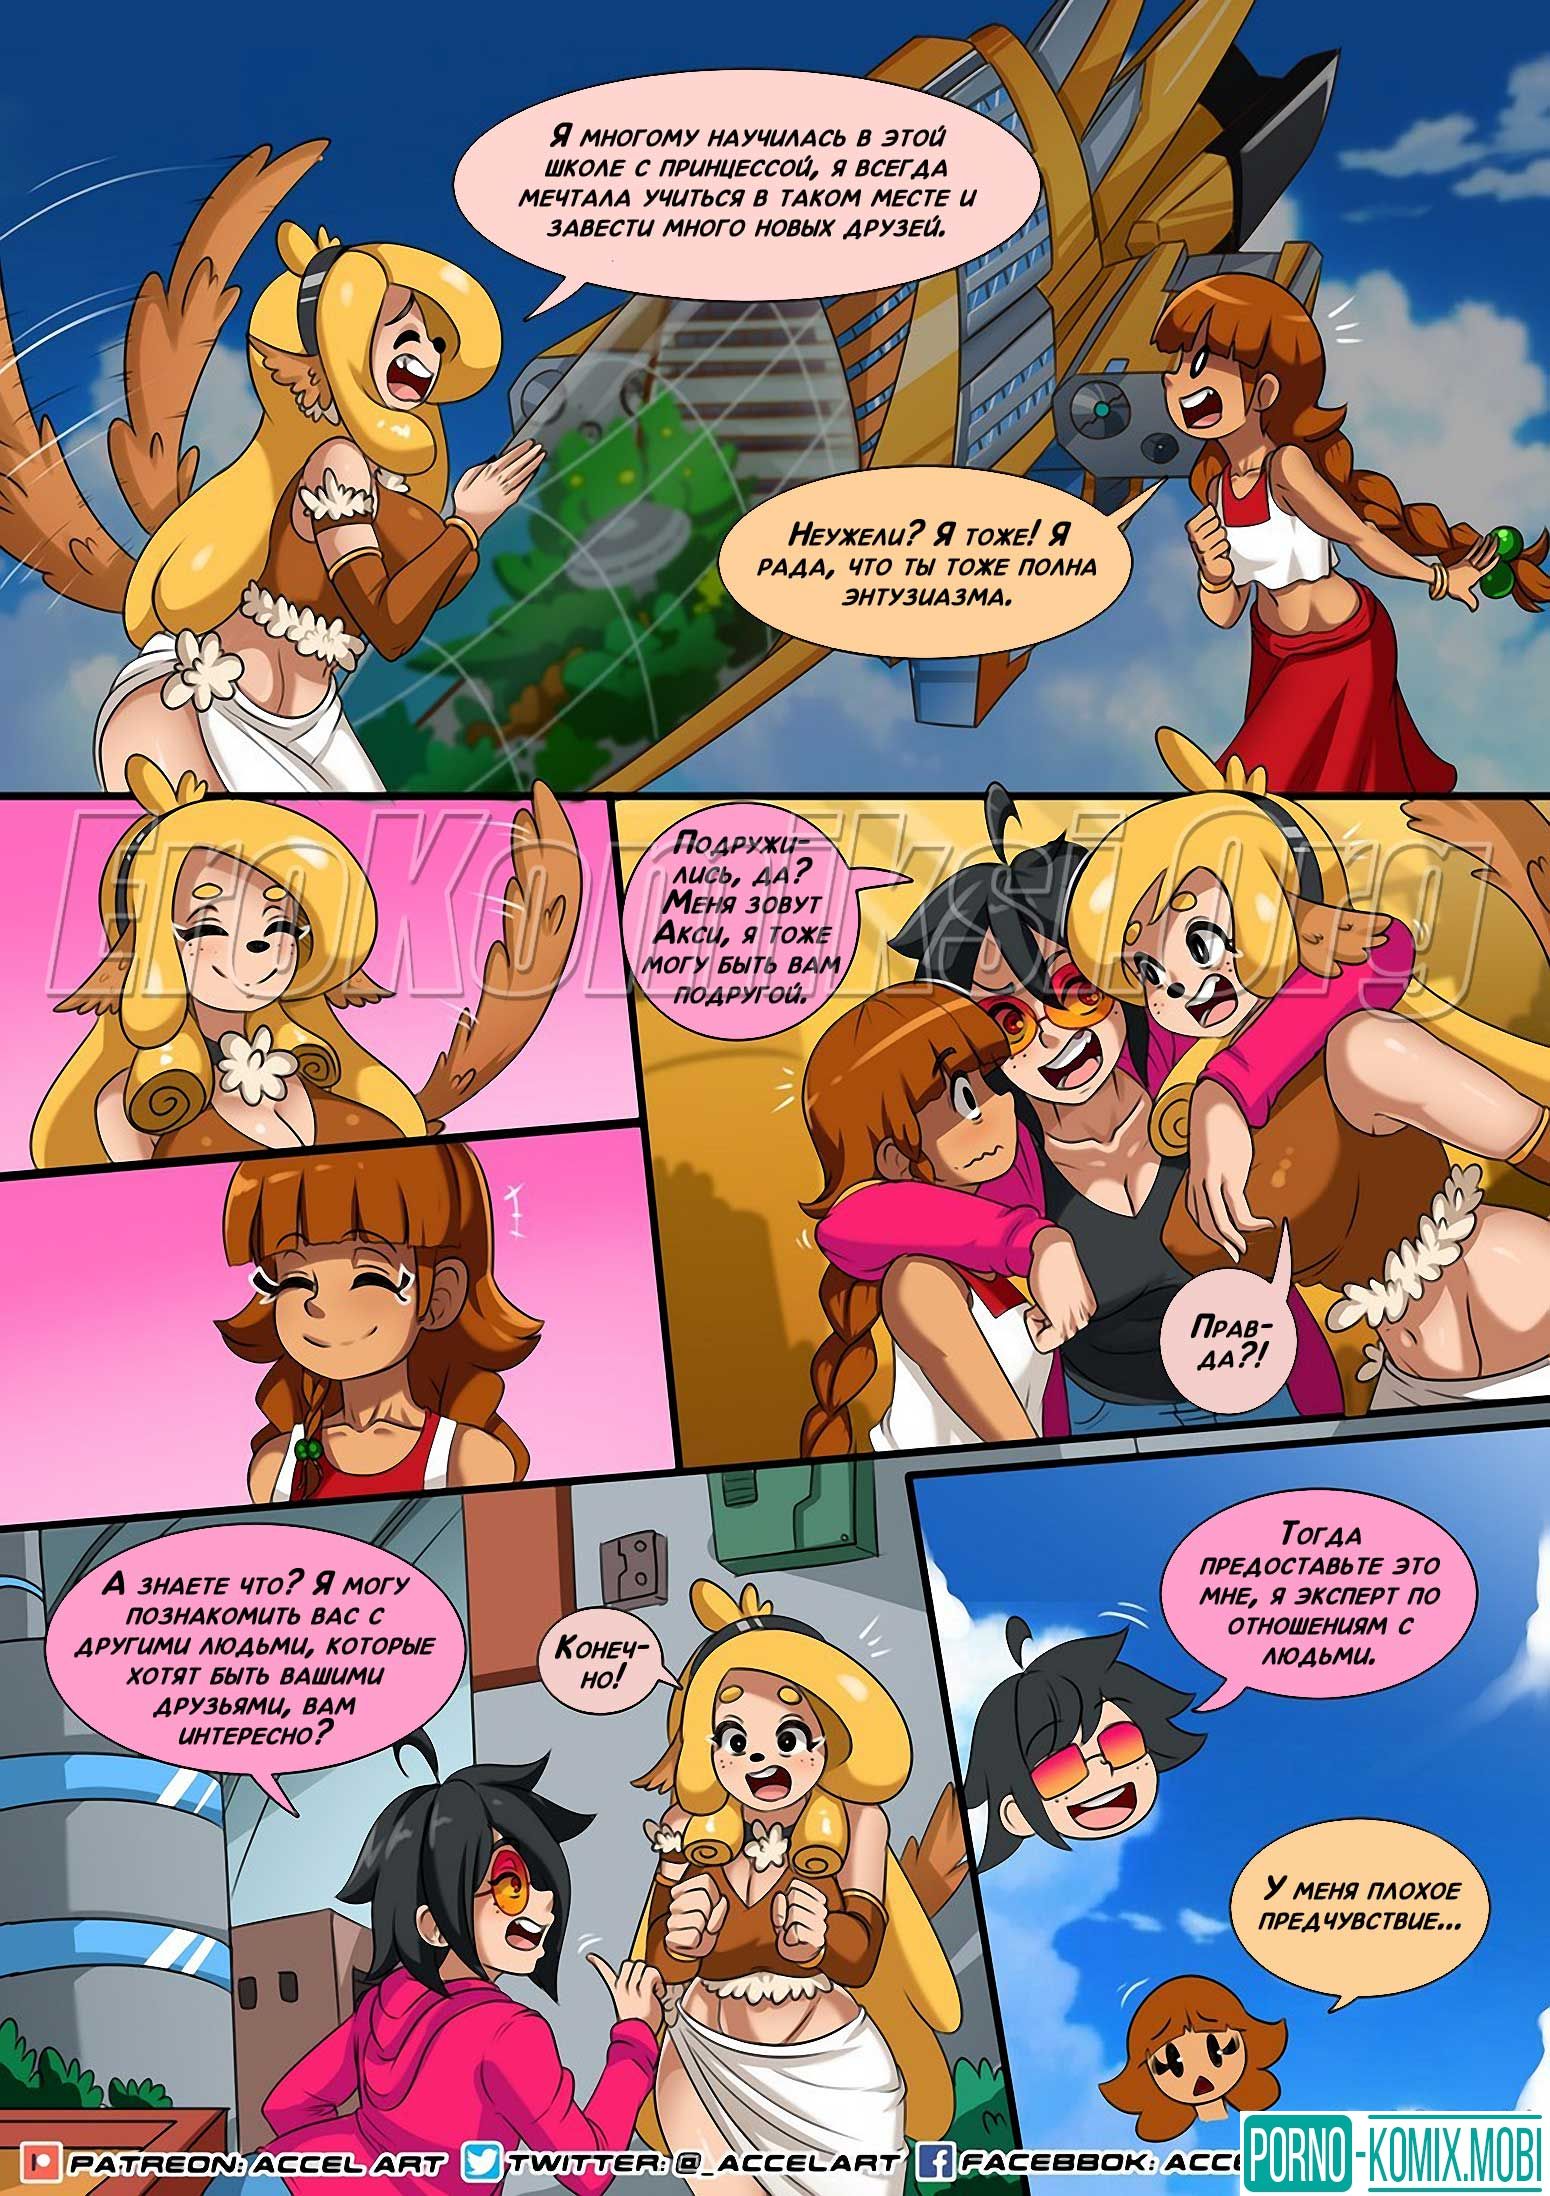 Я МНОГОМУ НАУЧИЛАСЬ В ЭТОЙ
ШКОЛЕ С ПРИНЦЕССОЙ, Я ВСЕГДА
МЕЧТАЛА УЧИТЬСЯ В ТАКОМ МЕСТЕ И
ЗАВЕСТИ МНОГО НОВЫХ ДРУЗЕЙ.
НЕУЖЕЛИ? Я ТОЖЕ! Я
РАДА, ЧТО ТЫ ТОЖЕ ПОЛНА
ЭНТУЗИАЗМА.
ПОДРУЖИ-
ЛИСЬ, ДА?
МЕНЯ ЗОВУТ
АКСИ, Я ТОЖЕ
МОГУ БЫТЬ ВАМ
ПОДРУГОЙ.
ПРАВ-
ДА?!
EroKomiksi.Org
А ЗНАЕТЕ ЧТО? Я МОГУ
ПОЗНАКОМИТЬ ВАС С
ДРУГИМИ ЛЮДЬМИ, КОТОРЫЕ
ХОТЯТ БЫТЬ ВАШИМИ
ДРУЗЬЯМИ, ВАМ
ИНТЕРЕСНО?
КОНЕЧ-
НО!
ТОГДА
ПРЕДОСТАВЬТЕ ЭТО
МНЕ, Я ЭКСПЕРТ ПО
ОТНОШЕНИЯМ С
ЛЮДЬМИ.
У МЕНЯ ПЛОХОЕ
ПРЕДЧУВСТВИЕ...
PATREON: ACCEL ART TWITTER: @_ACCELART FACEBBOK: ACCE
PORNO-KOMIX.MOBI